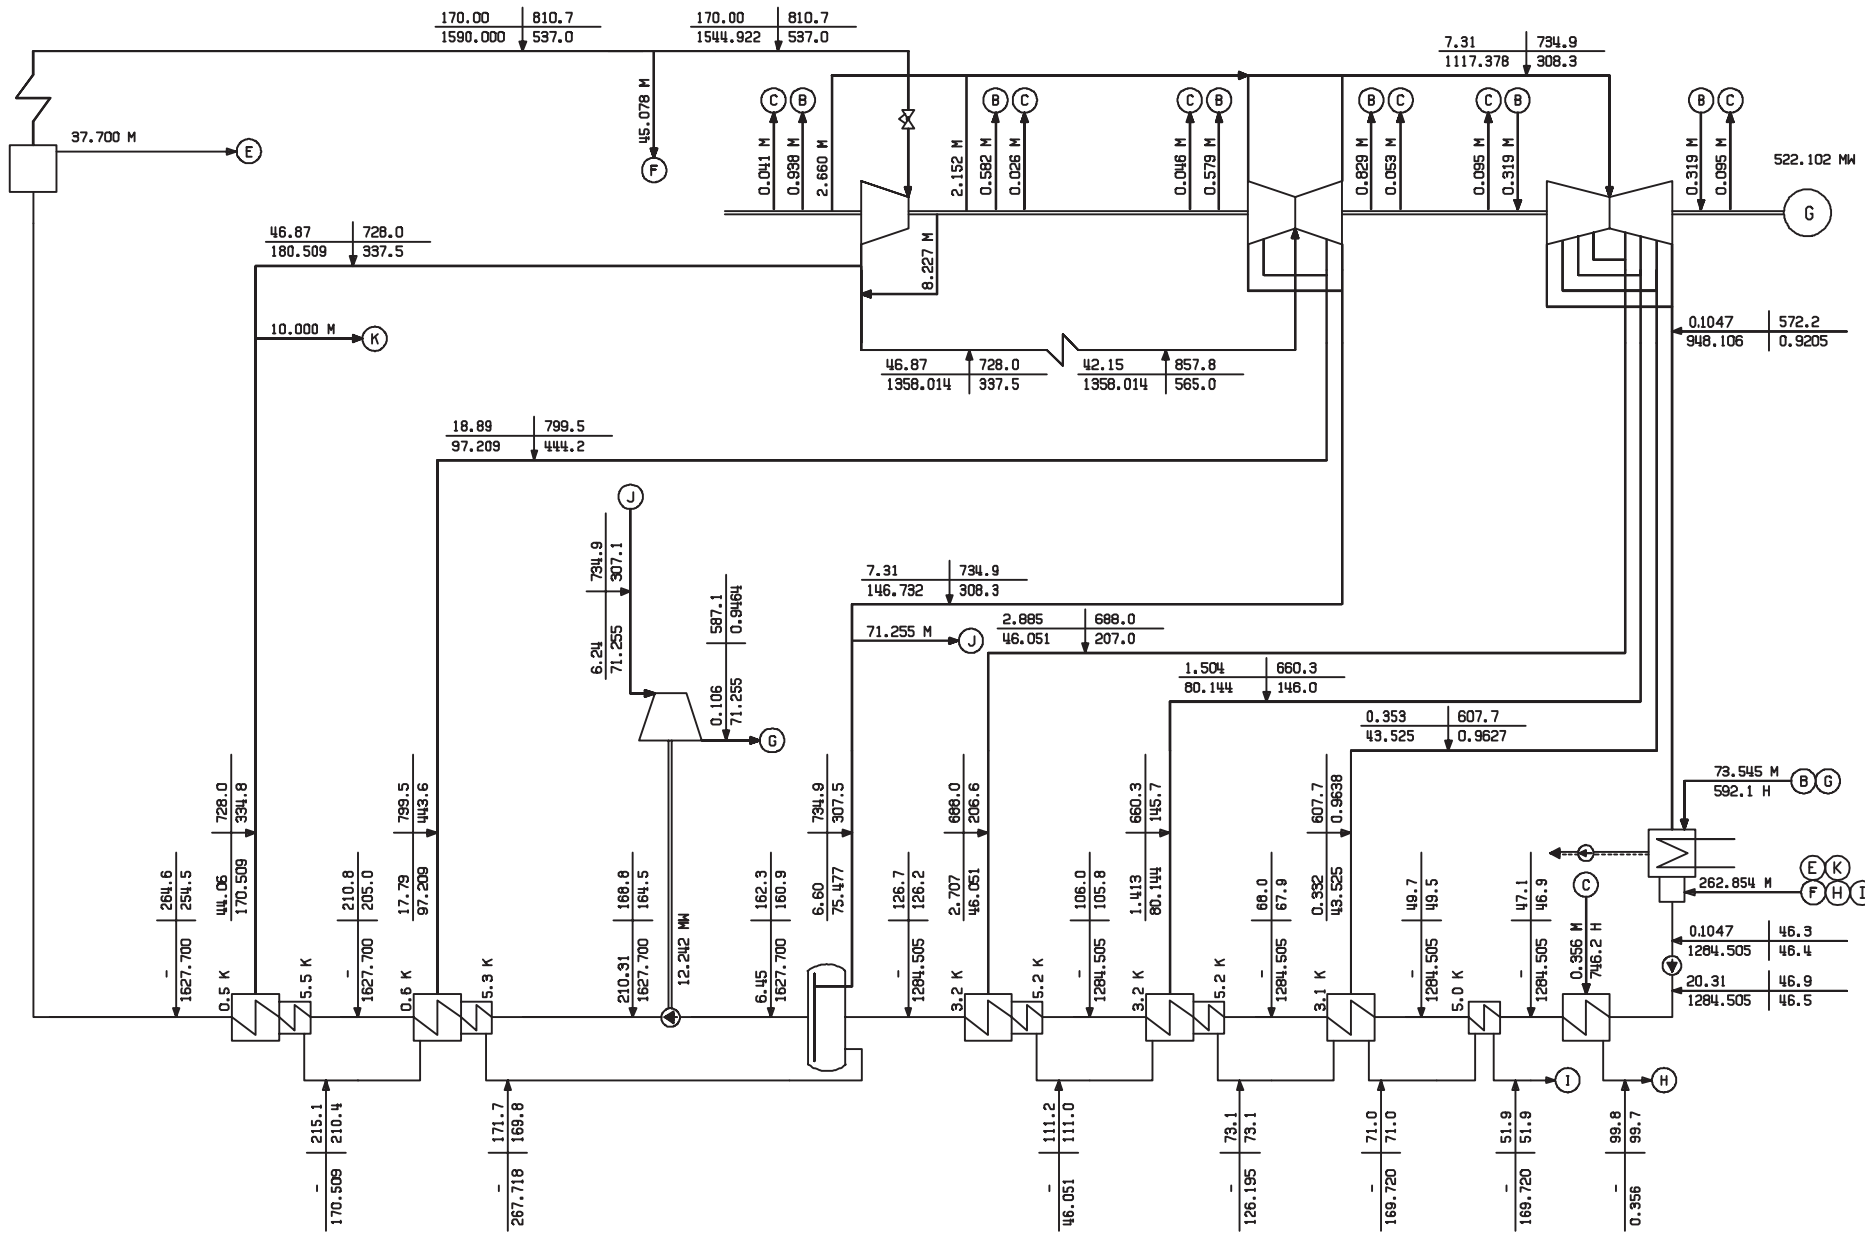 170.00 810.7
1590.000 537.0
170.00 810.7
1544.922 537.0
7.31 734.9
1117.378 308.3
37.700 M
E
45.078 M
F
C
B
0.041 M
0.938 M
2.660 M
2.152 M
B
C
0.582 M
0.026 M
C
B
0.046 M
0.579 M
B
C
0.829 M
0.053 M
C
B
0.095 M
0.319 M
B
C
0.319 M
0.095 M
522.102 MW
G
46.87 728.0
180.509 337.5
8.227 M
10.000 M
K
46.87 728.0
1358.014 337.5
42.15 857.8
1358.014 565.0
0.1047 572.2
948.106 0.9205
18.89 799.5
97.209 444.2
J
734.9
307.1
6.24
71.255
587.1
0.9464
0.106
71.255
G
7.31 734.9
146.732 308.3
71.255 M
J
2.885 688.0
46.051 207.0
1.504 660.3
80.144 146.0
0.353 607.7
43.525 0.9627
73.545 M
592.1 H
B
G
E
K
262.854 M
F
H
I
0.1047 46.3
1284.505 46.4
20.31 46.9
1284.505 46.5
264.6
254.5
-
1627.700
728.0
334.8
44.06
170.509
0.5 K
5.5 K
210.8
205.0
-
1627.700
799.5
443.6
17.79
97.209
0.6 K
5.3 K
168.8
164.5
210.31
1627.700
12.242 MW
162.3
160.9
6.45
1627.700
734.9
307.5
6.60
75.477
126.7
126.2
-
1284.505
688.0
206.6
2.707
46.051
3.2 K
5.2 K
106.0
105.8
-
1284.505
660.3
145.7
1.413
80.144
3.2 K
5.2 K
68.0
67.9
-
1284.505
607.7
0.9638
0.332
43.525
3.1 K
49.7
49.5
-
1284.505
5.0 K
47.1
46.9
-
1284.505
C
0.356 M
746.2 H
215.1
210.4
-
170.509
171.7
169.8
-
267.718
111.2
111.0
-
46.051
73.1
73.1
-
126.195
71.0
71.0
-
169.720
I
51.9
51.9
-
169.720
H
99.8
99.7
-
0.356